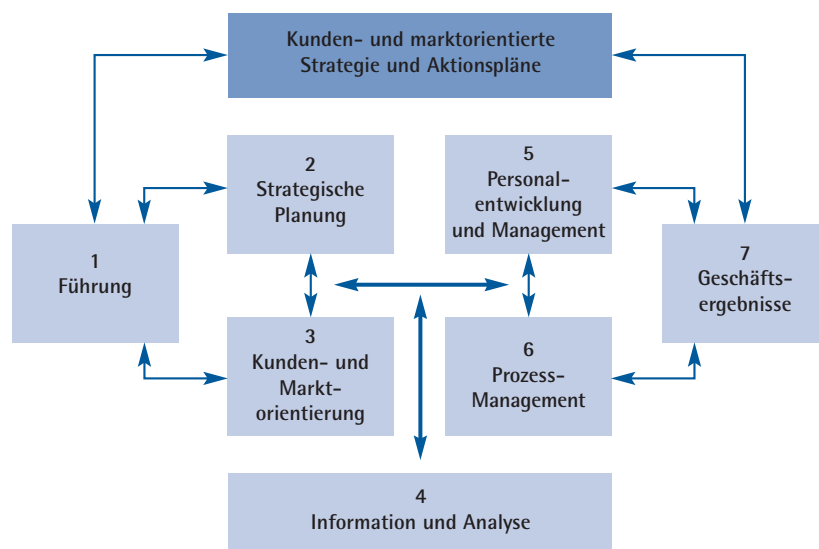 Kunden- und marktorientierte
Strategie und Aktionspläne
1
Führung
2
Strategische
Planung
3
Kunden- und
Markt-
orientierung
4
Information und Analyse
5
Personal-
entwicklung
und Management
6
Prozess-
Management
7
Geschäfts-
ergebnisse